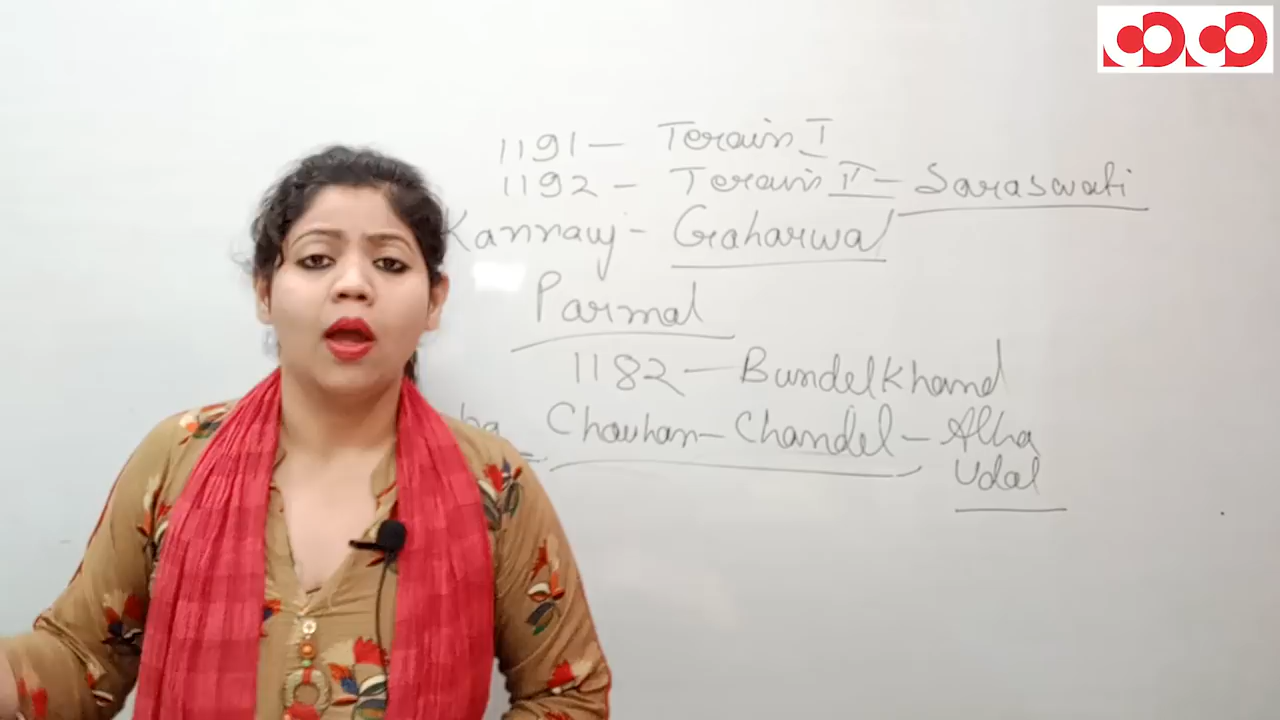 1191 - Terain I
1192 - Terain II - Saraswati
Kannauj - Gaharwal
Parmal
1182 - Bundelkhand
Chauhan - Chandel - Alha
Udal